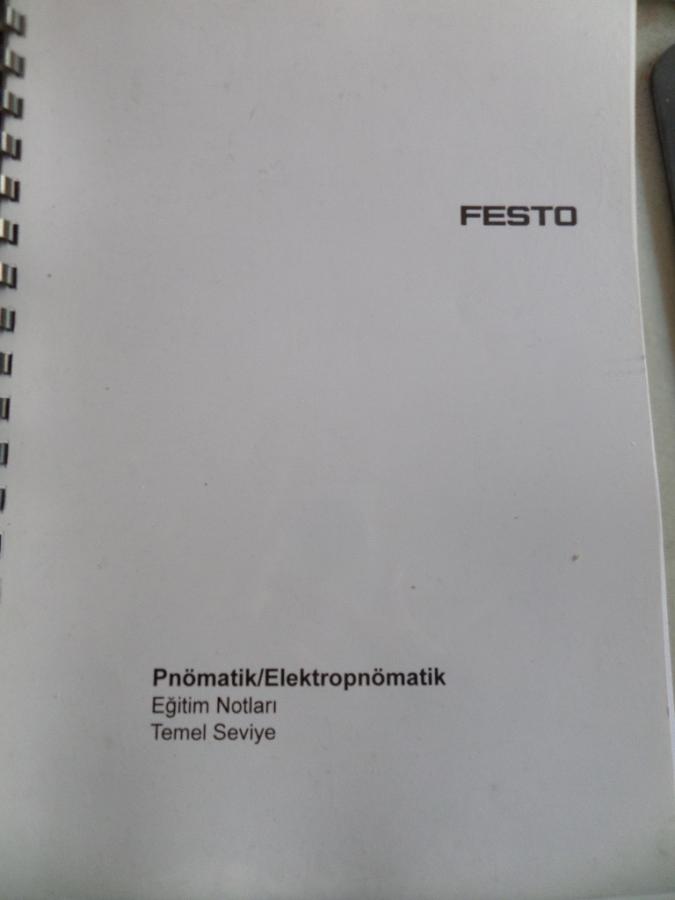 FESTO
Pnömatik/Elektropnömatik
Eğitim Notları
Temel Seviye